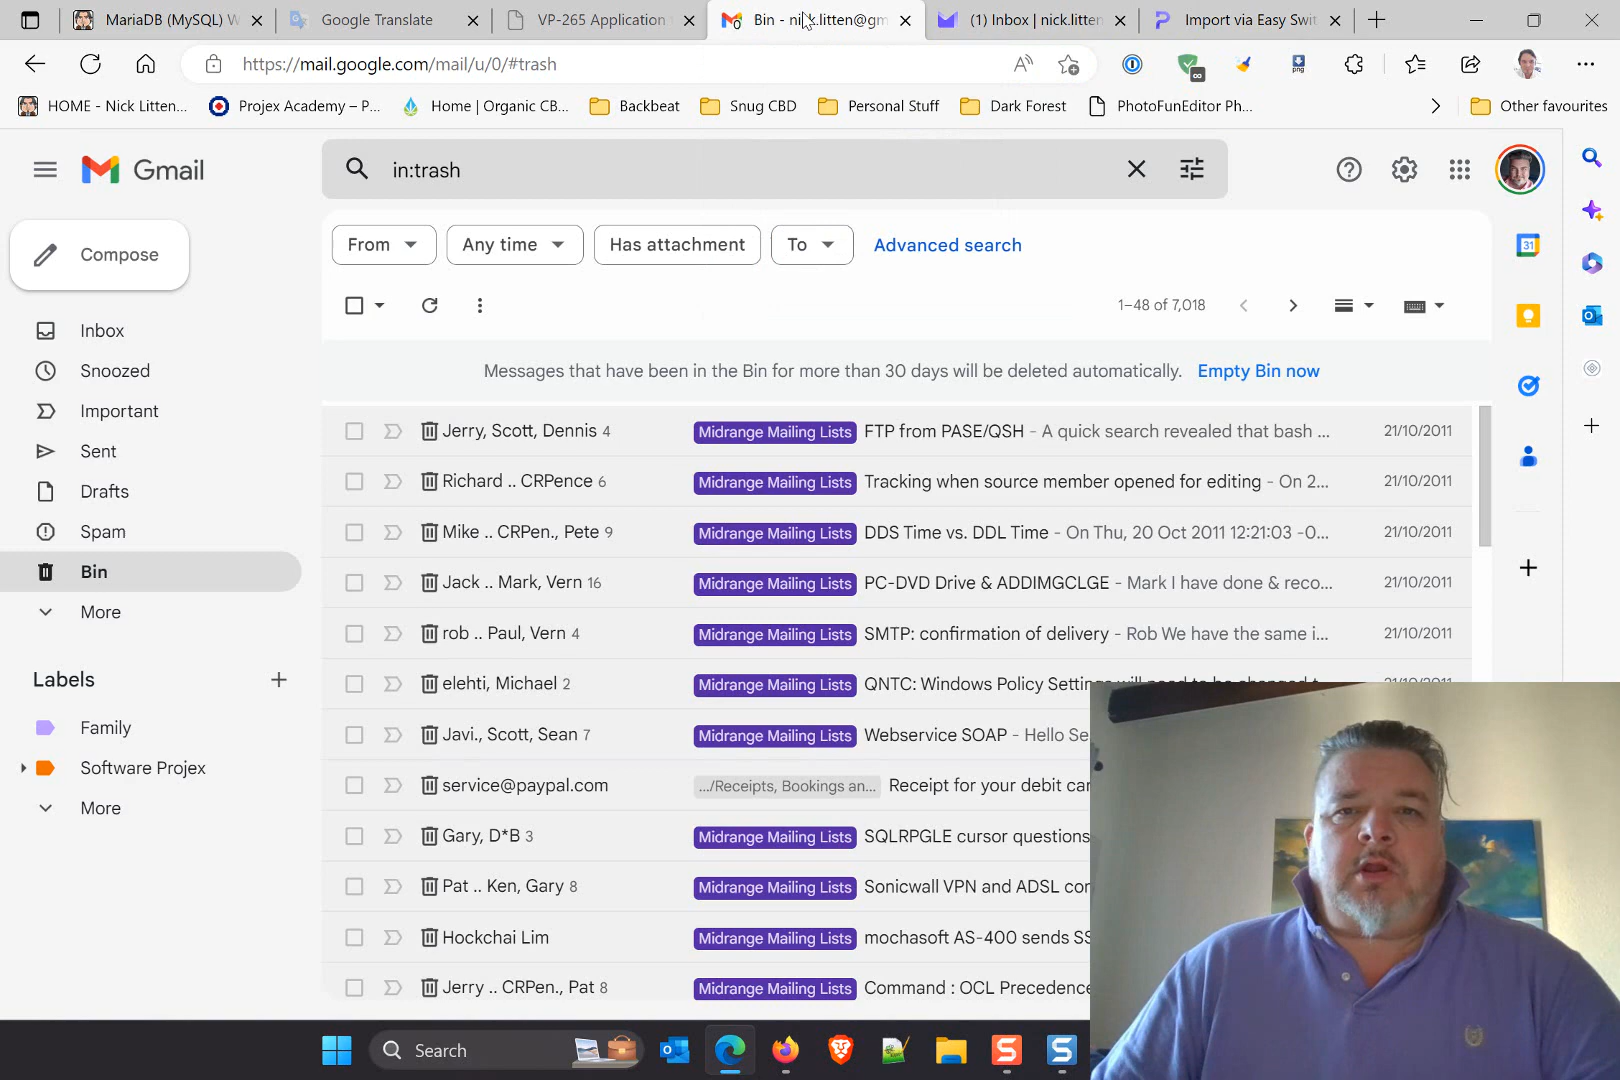 MariaDB (MySQL) W
Google Translate
VP-265 Application
Bin - nick.litten@gm
(1) Inbox | nick.litten
Import via Easy Swit
https://mail.google.com/mail/u/0/#trash
HOME - Nick Litten...
Projex Academy – P...
Home | Organic CB...
Backbeat
Snug CBD
Personal Stuff
Dark Forest
PhotoFunEditor Ph...
Other favourites
Gmail
in:trash
Compose
From
Any time
Has attachment
To
Advanced search
1–48 of 7,018
Inbox
Snoozed
Important
Sent
Drafts
Spam
Bin
More
Labels
Family
Software Projex
More
Messages that have been in the Bin for more than 30 days will be deleted automatically. Empty Bin now
Jerry, Scott, Dennis 4 Midrange Mailing Lists FTP from PASE/QSH - A quick search revealed that bash ... 21/10/2011
Richard .. CRPence 6 Midrange Mailing Lists Tracking when source member opened for editing - On 2... 21/10/2011
Mike .. CRPen., Pete 9 Midrange Mailing Lists DDS Time vs. DDL Time - On Thu, 20 Oct 2011 12:21:03 -0... 21/10/2011
Jack .. Mark, Vern 16 Midrange Mailing Lists PC-DVD Drive & ADDIMGCLGE - Mark I have done & reco... 21/10/2011
rob .. Paul, Vern 4 Midrange Mailing Lists SMTP: confirmation of delivery - Rob We have the same i... 21/10/2011
elehti, Michael 2 Midrange Mailing Lists QNTC: Windows Policy Settings will need to be changed t... 21/10/2011
Javi., Scott, Sean 7 Midrange Mailing Lists Webservice SOAP - Hello Se
service@paypal.com .../Receipts, Bookings an... Receipt for your debit car
Gary, D*B 3 Midrange Mailing Lists SQLRPGLE cursor questions
Pat .. Ken, Gary 8 Midrange Mailing Lists Sonicwall VPN and ADSL con
Hockchai Lim Midrange Mailing Lists mochasoft AS-400 sends SS
Jerry .. CRPen., Pat 8 Midrange Mailing Lists Command : OCL Precedence
31
png
Search